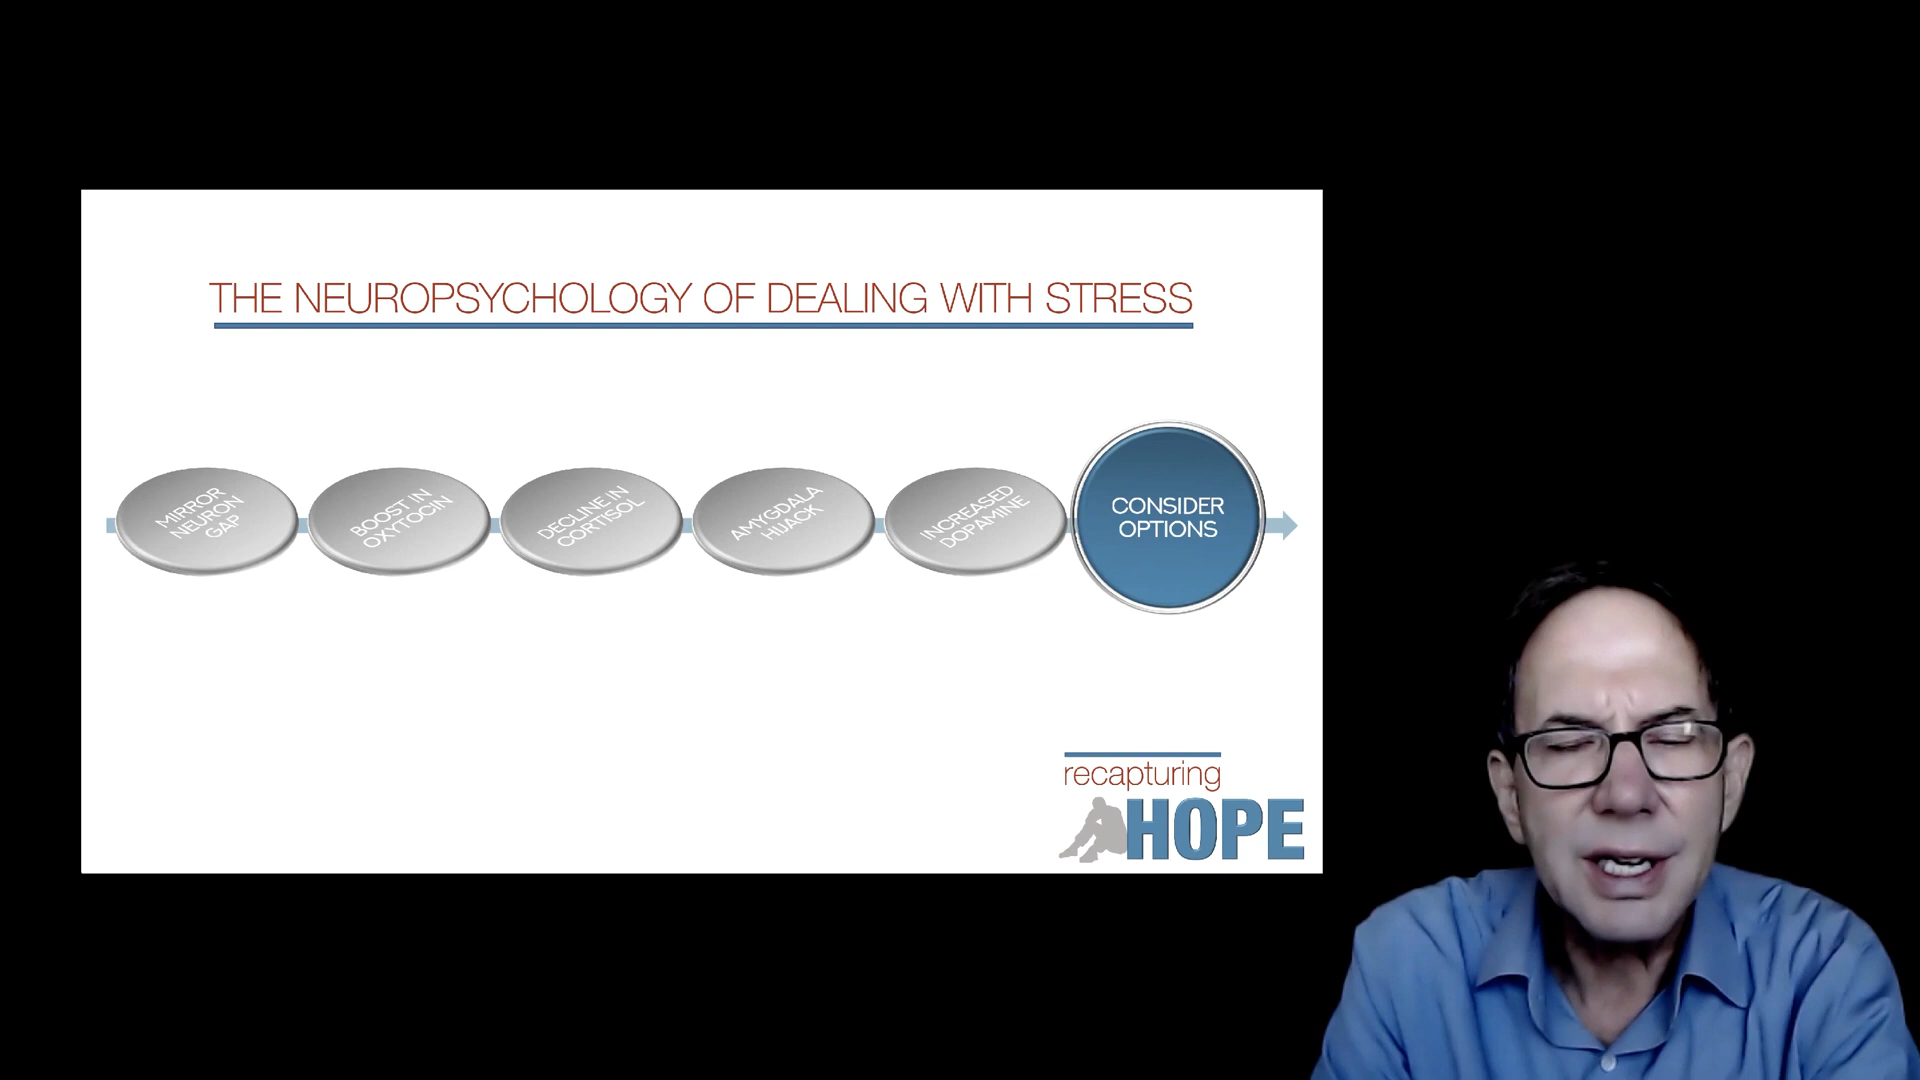 THE NEUROPSYCHOLOGY OF DEALING WITH STRESS
MIRROR
NEURON
GAP
BOOST IN
OXYTOCIN
DECLINE IN
CORTISOL
AMYGDALA
HIJACK
INCREASED
DOPAMINE
CONSIDER
OPTIONS
recapturing
HOPE